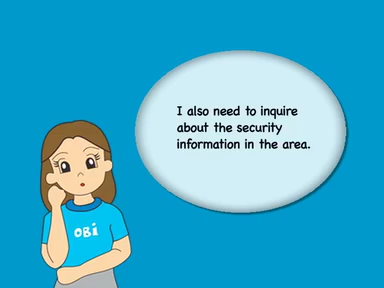 I also need to inquire
about the security
information in the area.
OBi